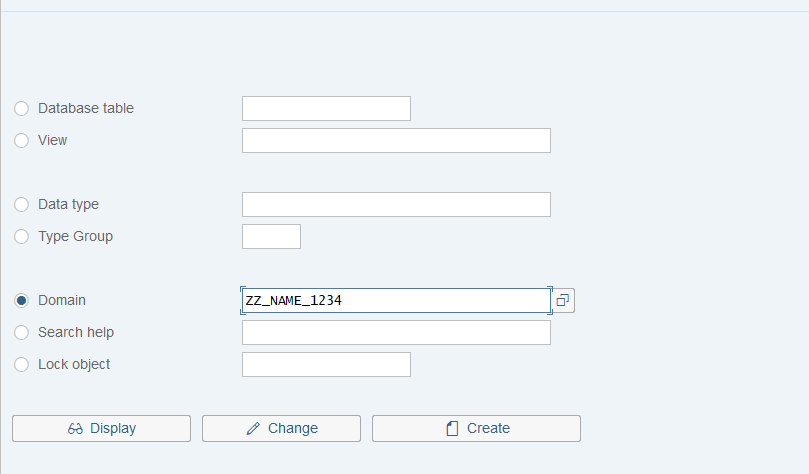 Database table
View
Data type
Type Group
Domain ZZ_NAME_1234
Search help
Lock object
Display Change Create